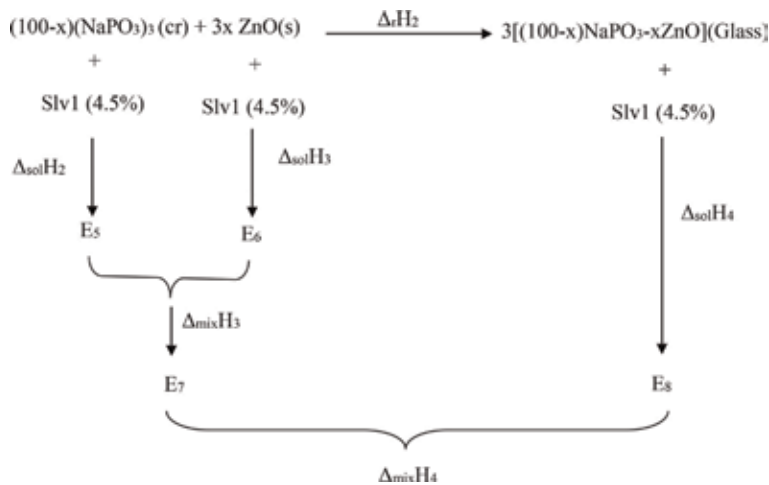 (100-x)(NaPO₃)₃ (cr) + 3x ZnO(s) ΔᵣH₂ 3[(100-x)NaPO₃-xZnO](Glass)
+ + +
Slv1 (4.5%) Slv1 (4.5%) Slv1 (4.5%)
ΔₛₒₗH₂ ΔₛₒₗH₃ ΔₛₒₗH₄
E₅ E₆
ΔₘᵢₓH₃
E₇ E₈
ΔₘᵢₓH₄